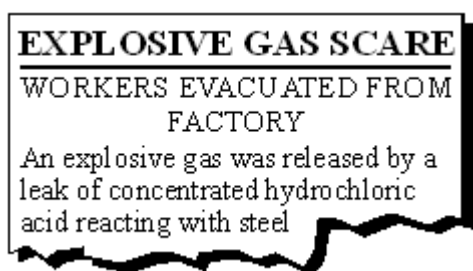 EXPLOSIVE GAS SCARE
WORKERS EVACUATED FROM
FACTORY
An explosive gas was released by a
leak of concentrated hydrochloric
acid reacting with steel